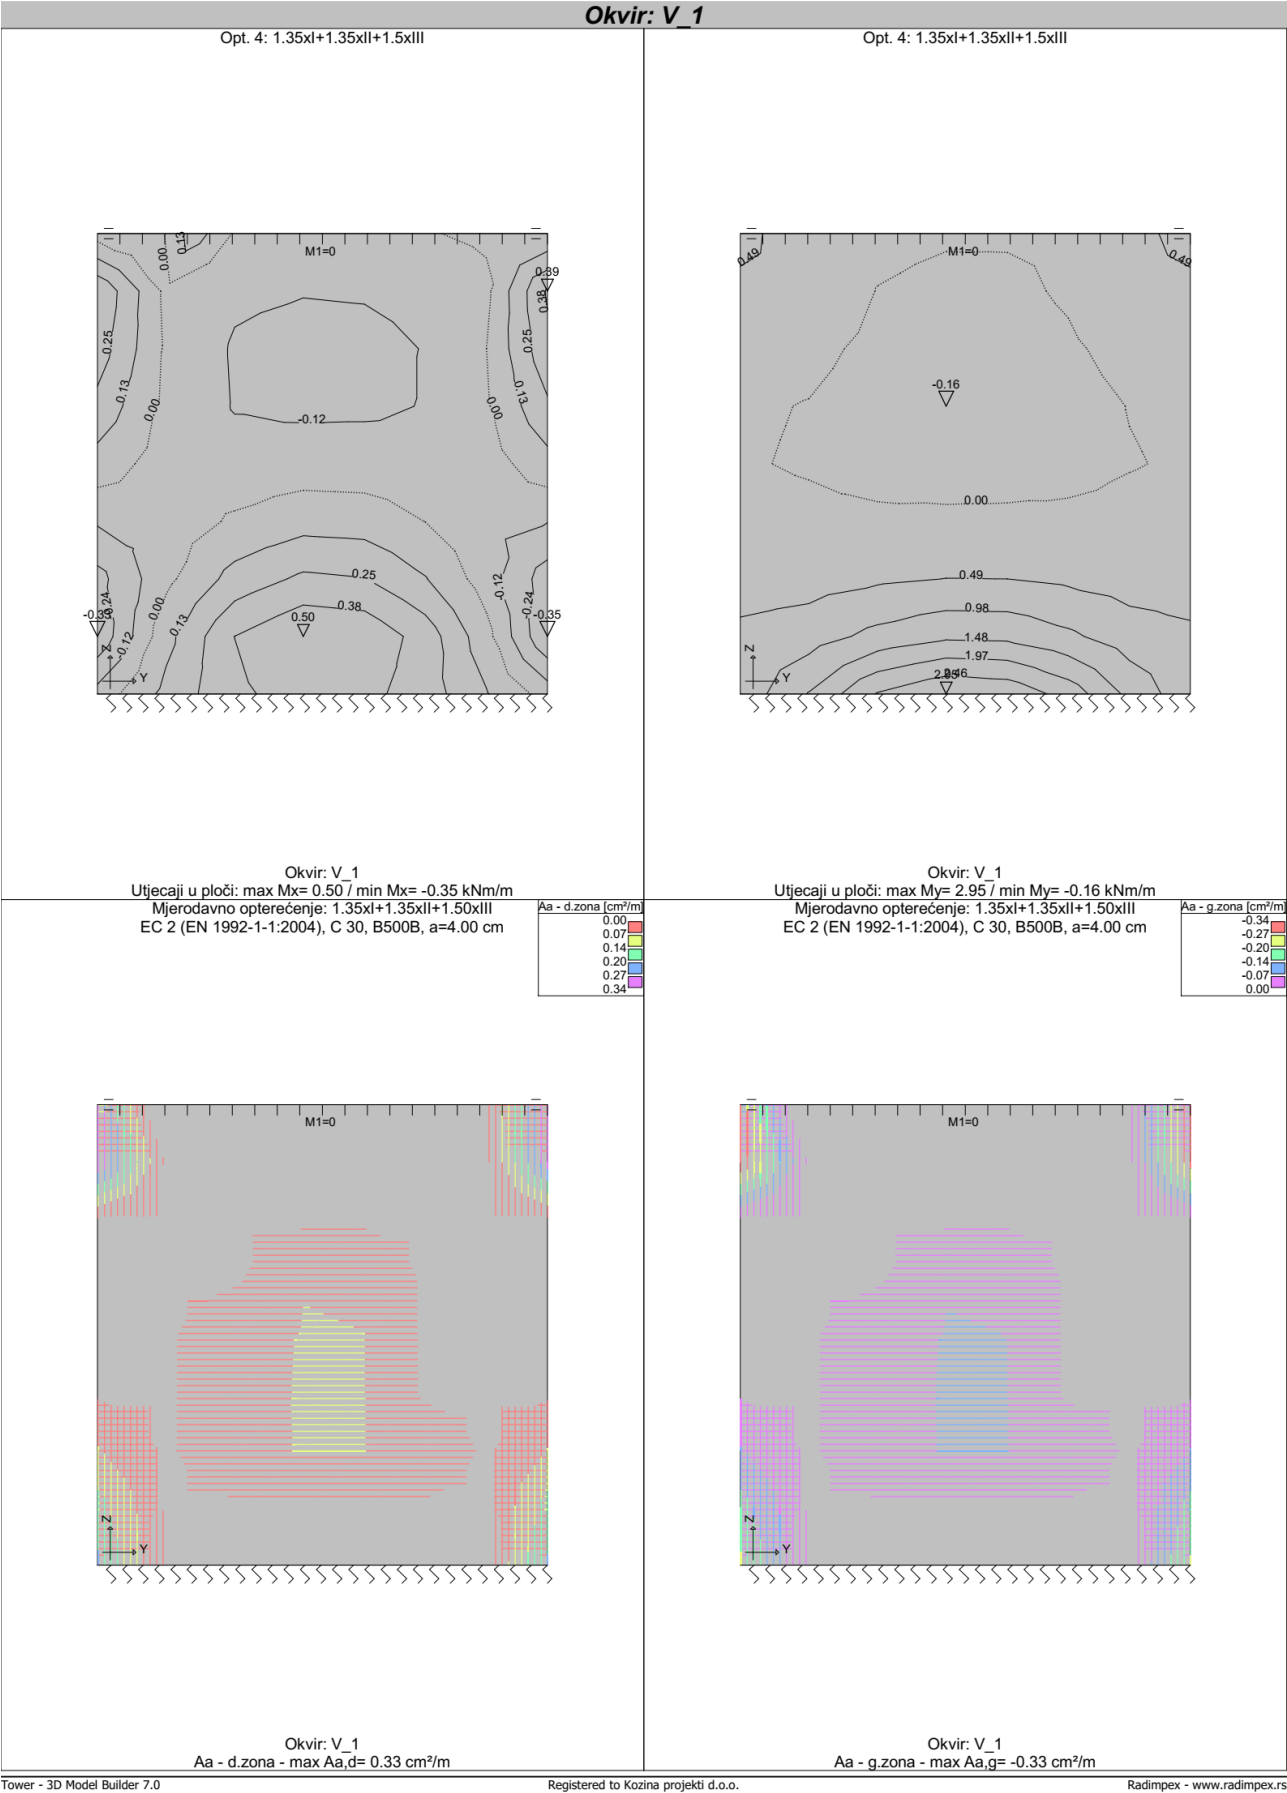 Okvir: V_1
Opt. 4: 1.35xI+1.35xII+1.5xIII
M1=0
0.13
0.00
0.39
0.38
0.25
0.25
0.13
0.13
0.00
0.00
-0.12
0.25
0.38
0.50
-0.24
-0.12
0.00
0.13
-0.12
-0.24
-0.35
Z
Y
Okvir: V_1
Utjecaji u ploči: max Mx= 0.50 / min Mx= -0.35 kNm/m
Opt. 4: 1.35xI+1.35xII+1.5xIII
M1=0
0.49
0.49
-0.16
0.00
0.49
0.98
1.48
1.97
Z
Y
Okvir: V_1
Utjecaji u ploči: max My= 2.95 / min My= -0.16 kNm/m
Mjerodavno opterećenje: 1.35xI+1.35xII+1.50xIII
EC 2 (EN 1992-1-1:2004), C 30, B500B, a=4.00 cm
Aa - d.zona [cm²/m]
0.00
0.07
0.14
0.20
0.27
0.34
M1=0
Z
Y
Okvir: V_1
Aa - d.zona - max Aa,d= 0.33 cm²/m
Mjerodavno opterećenje: 1.35xI+1.35xII+1.50xIII
EC 2 (EN 1992-1-1:2004), C 30, B500B, a=4.00 cm
Aa - g.zona [cm²/m]
-0.34
-0.27
-0.20
-0.14
-0.07
0.00
M1=0
Z
Y
Okvir: V_1
Aa - g.zona - max Aa,g= -0.33 cm²/m
Tower - 3D Model Builder 7.0
Registered to Kozina projekti d.o.o.
Radimpex - www.radimpex.rs